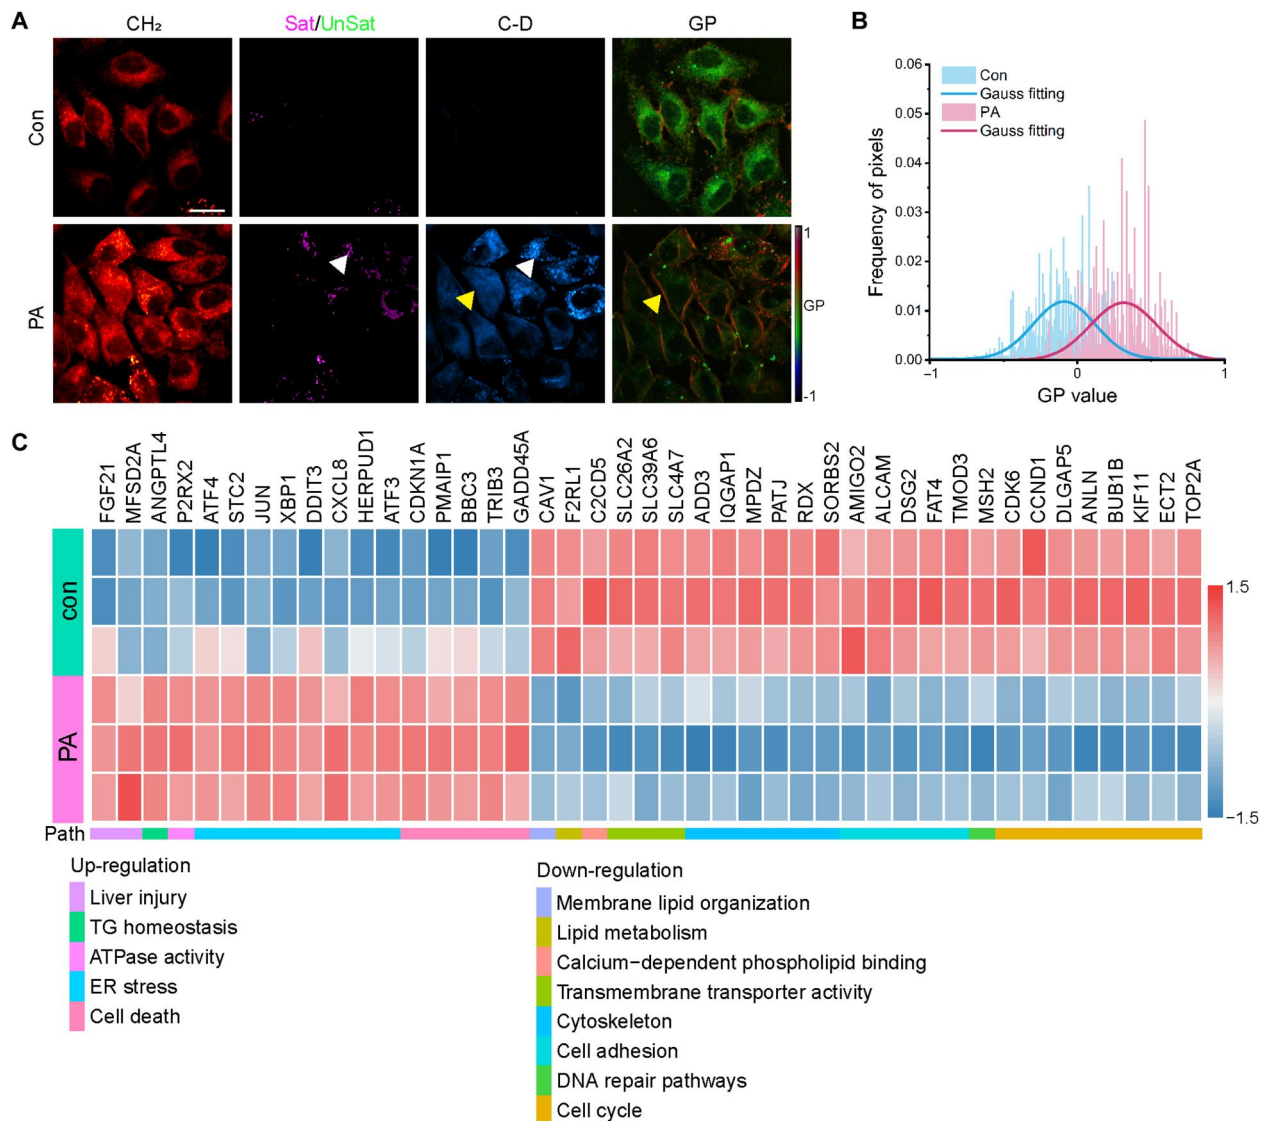 A
CH₂
Sat/UnSat
C-D
GP
Con
PA
1
GP
-1
B
Frequency of pixels
0.06
0.05
0.04
0.03
0.02
0.01
0.00
Con
Gauss fitting
PA
Gauss fitting
−1
0
1
GP value
C
FGF21
MFSD2A
ANGPTL4
P2RX2
ATF4
STC2
JUN
XBP1
DDIT3
CXCL8
HERPUD1
ATF3
CDKN1A
PMAIP1
BBC3
TRIB3
GADD45A
CAV1
F2RL1
C2CD5
SLC26A2
SLC39A6
SLC4A7
ADD3
IQGAP1
MPDZ
PATJ
RDX
SORBS2
AMIGO2
ALCAM
DSG2
FAT4
TMOD3
MSH2
CDK6
CCND1
DLGAP5
ANLN
BUB1B
KIF11
ECT2
TOP2A
con
PA
1.5
−1.5
Path
Up-regulation
Liver injury
TG homeostasis
ATPase activity
ER stress
Cell death
Down-regulation
Membrane lipid organization
Lipid metabolism
Calcium−dependent phospholipid binding
Transmembrane transporter activity
Cytoskeleton
Cell adhesion
DNA repair pathways
Cell cycle